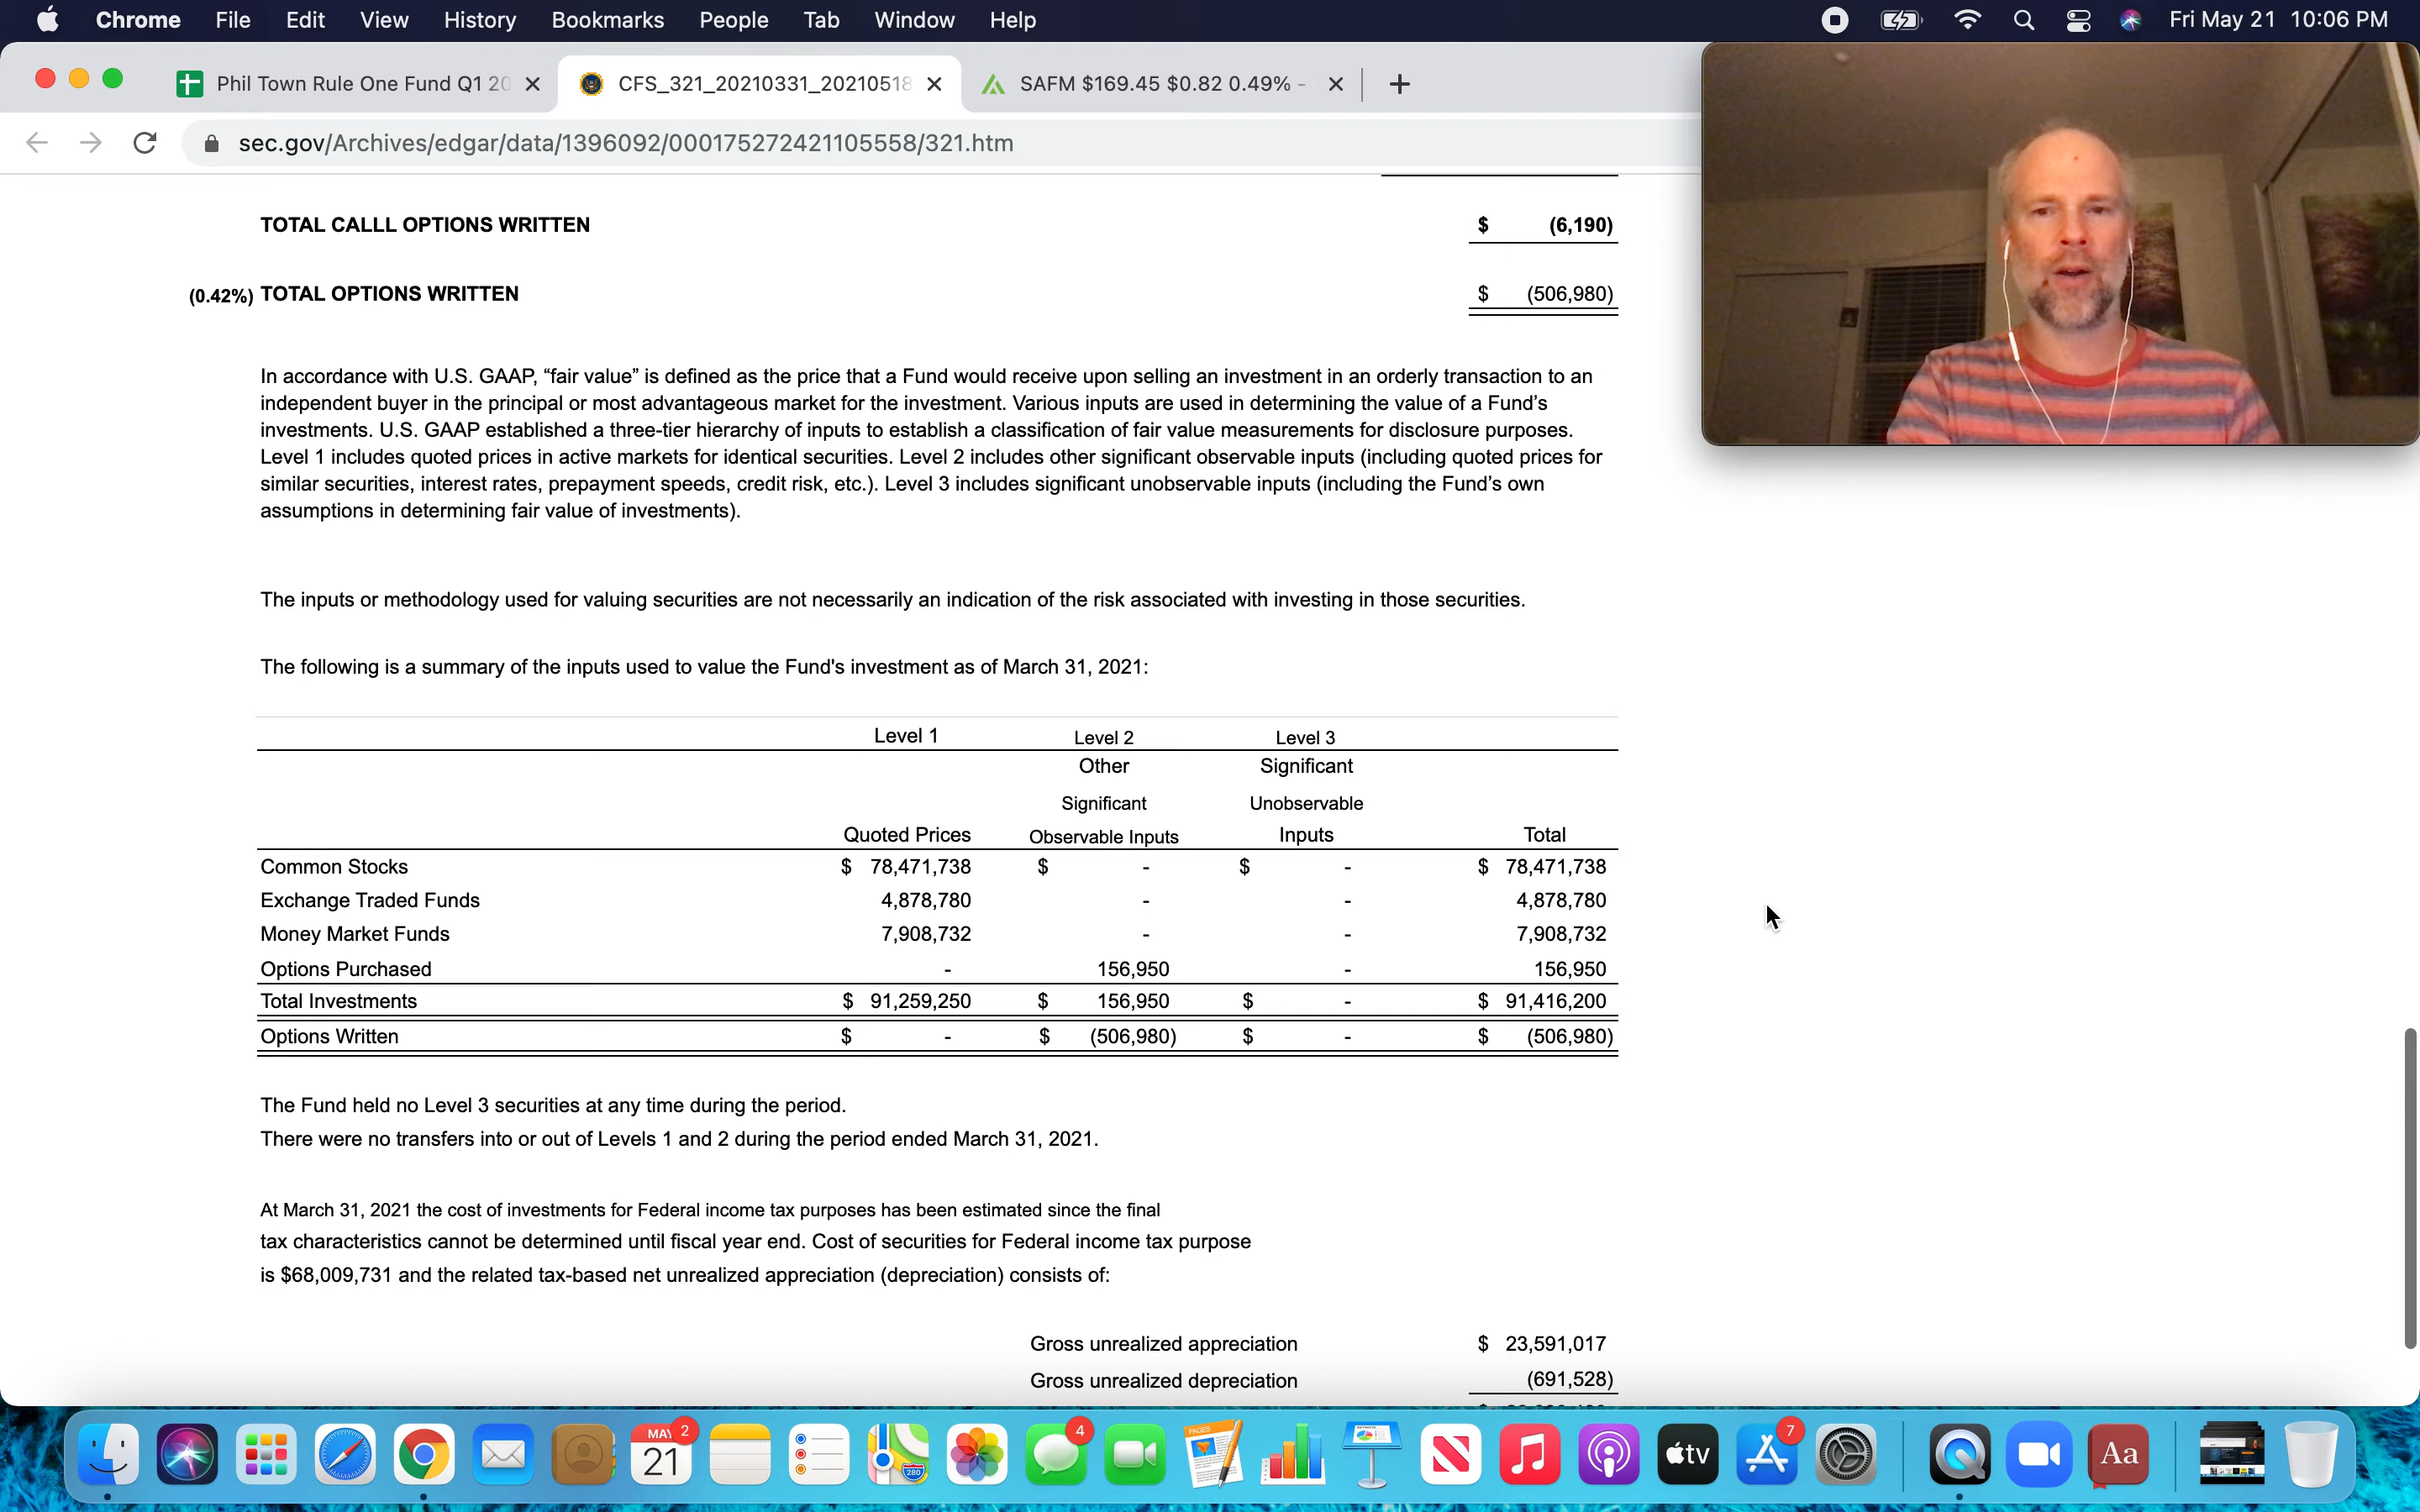 Chrome File Edit View History Bookmarks People Tab Window Help Fri May 21 10:06 PM
Phil Town Rule One Fund Q1 20 CFS_321_20210331_20210518 SAFM $169.45 $0.82 0.49% -
sec.gov/Archives/edgar/data/1396092/000175272421105558/321.htm
TOTAL CALLL OPTIONS WRITTEN $ (6,190)
(0.42%) TOTAL OPTIONS WRITTEN $ (506,980)
In accordance with U.S. GAAP, “fair value” is defined as the price that a Fund would receive upon selling an investment in an orderly transaction to an
independent buyer in the principal or most advantageous market for the investment. Various inputs are used in determining the value of a Fund’s
investments. U.S. GAAP established a three-tier hierarchy of inputs to establish a classification of fair value measurements for disclosure purposes.
Level 1 includes quoted prices in active markets for identical securities. Level 2 includes other significant observable inputs (including quoted prices for
similar securities, interest rates, prepayment speeds, credit risk, etc.). Level 3 includes significant unobservable inputs (including the Fund’s own
assumptions in determining fair value of investments).
The inputs or methodology used for valuing securities are not necessarily an indication of the risk associated with investing in those securities.
The following is a summary of the inputs used to value the Fund's investment as of March 31, 2021:
Level 1 Level 2 Level 3
Other Significant
Significant Unobservable
Quoted Prices Observable Inputs Inputs Total
Common Stocks $ 78,471,738 $ - $ - $ 78,471,738
Exchange Traded Funds 4,878,780 - - 4,878,780
Money Market Funds 7,908,732 - - 7,908,732
Options Purchased - 156,950 - 156,950
Total Investments $ 91,259,250 $ 156,950 $ - $ 91,416,200
Options Written $ - $ (506,980) $ - $ (506,980)
The Fund held no Level 3 securities at any time during the period.
There were no transfers into or out of Levels 1 and 2 during the period ended March 31, 2021.
At March 31, 2021 the cost of investments for Federal income tax purposes has been estimated since the final
tax characteristics cannot be determined until fiscal year end. Cost of securities for Federal income tax purpose
is $68,009,731 and the related tax-based net unrealized appreciation (depreciation) consists of:
Gross unrealized appreciation $ 23,591,017
Gross unrealized depreciation (691,528)
MAY 2 4 PAGES tv 7 Aa
21 280